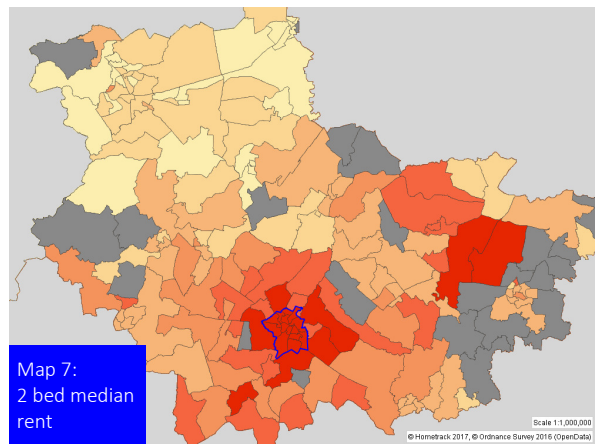 Map 7:
2 bed median
rent
Scale 1:1,000,000
© Hometrack 2017, © Ordnance Survey 2016 (OpenData)